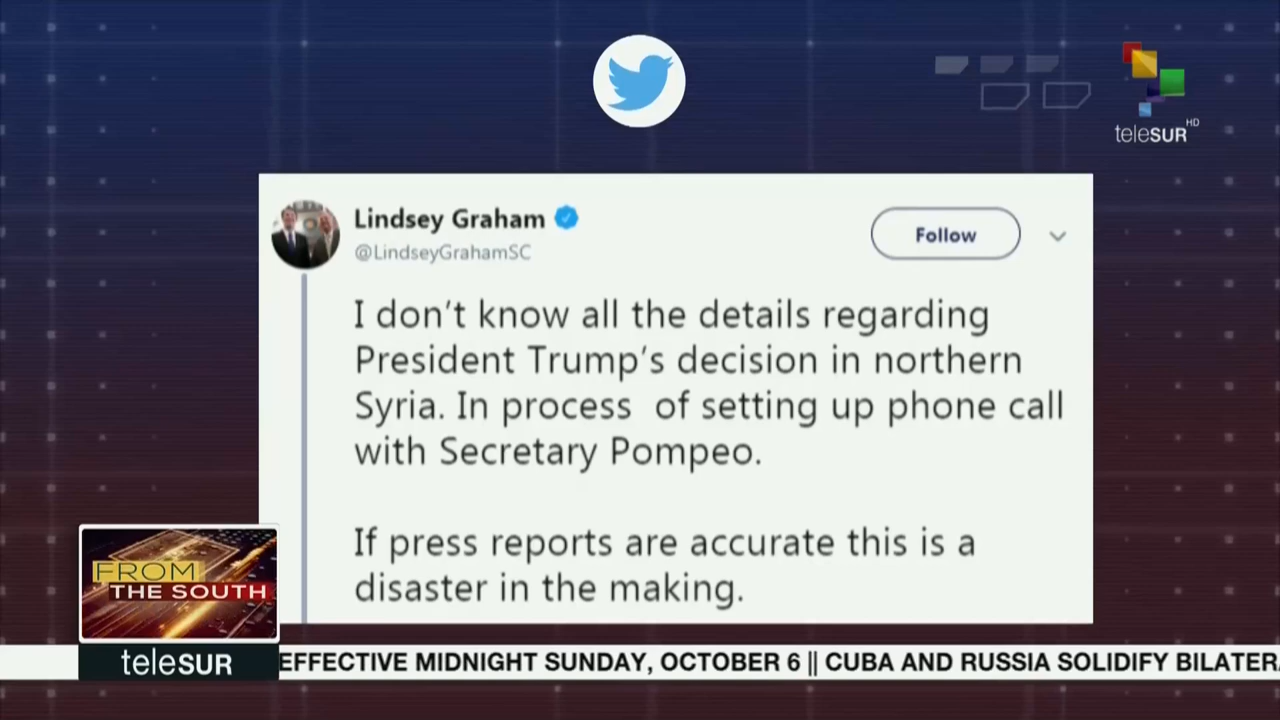 teleSUR HD
Lindsey Graham
@LindseyGrahamSC
Follow
I don't know all the details regarding
President Trump's decision in northern
Syria. In process of setting up phone call
with Secretary Pompeo.
If press reports are accurate this is a
disaster in the making.
FROM
THE SOUTH
teleSUR
EFFECTIVE MIDNIGHT SUNDAY, OCTOBER 6 || CUBA AND RUSSIA SOLIDIFY BILATERA